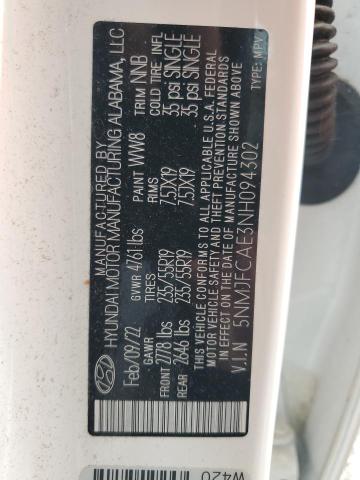 MANUFACTURED BY
HYUNDAI MOTOR MANUFACTURING ALABAMA, LLC
Feb/09/22 GVWR 4761lbs PAINT WW8 TRIM NNB
GAWR TIRES RIMS COLD TIRE INFL
FRONT 2778 lbs 235/55R19 7.5JX19 35 psi SINGLE
REAR 2646 lbs 235/55R19 7.5JX19 35 psi SINGLE
THIS VEHICLE CONFORMS TO ALL APPLICABLE U.S.A. FEDERAL
MOTOR VEHICLE SAFETY AND THEFT PREVENTION STANDARDS
IN EFFECT ON THE DATE OF MANUFACTURE SHOWN ABOVE
V.I.N 5NMJFCAE3NH094302 TYPE: MPV
W420